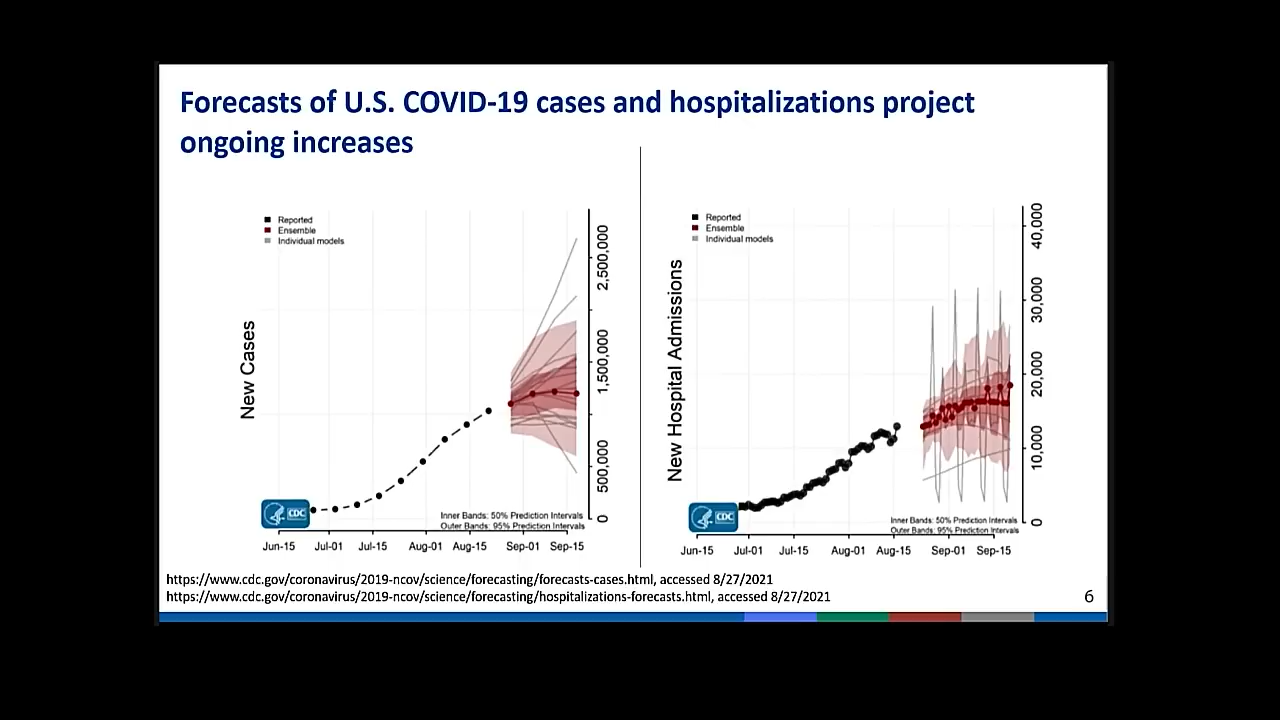 Forecasts of U.S. COVID-19 cases and hospitalizations project
ongoing increases
Reported
Ensemble
Individual models
New Cases
2,500,000
1,500,000
500,000
0
CDC
Inner Bands: 50% Prediction Intervals
Outer Bands: 95% Prediction Intervals
Jun-15 Jul-01 Jul-15 Aug-01 Aug-15 Sep-01 Sep-15
Reported
Ensemble
Individual models
New Hospital Admissions
40,000
30,000
20,000
10,000
0
CDC
Inner Bands: 50% Prediction Intervals
Outer Bands: 95% Prediction Intervals
Jun-15 Jul-01 Jul-15 Aug-01 Aug-15 Sep-01 Sep-15
https://www.cdc.gov/coronavirus/2019-ncov/science/forecasting/forecasts-cases.html, accessed 8/27/2021
https://www.cdc.gov/coronavirus/2019-ncov/science/forecasting/hospitalizations-forecasts.html, accessed 8/27/2021
6